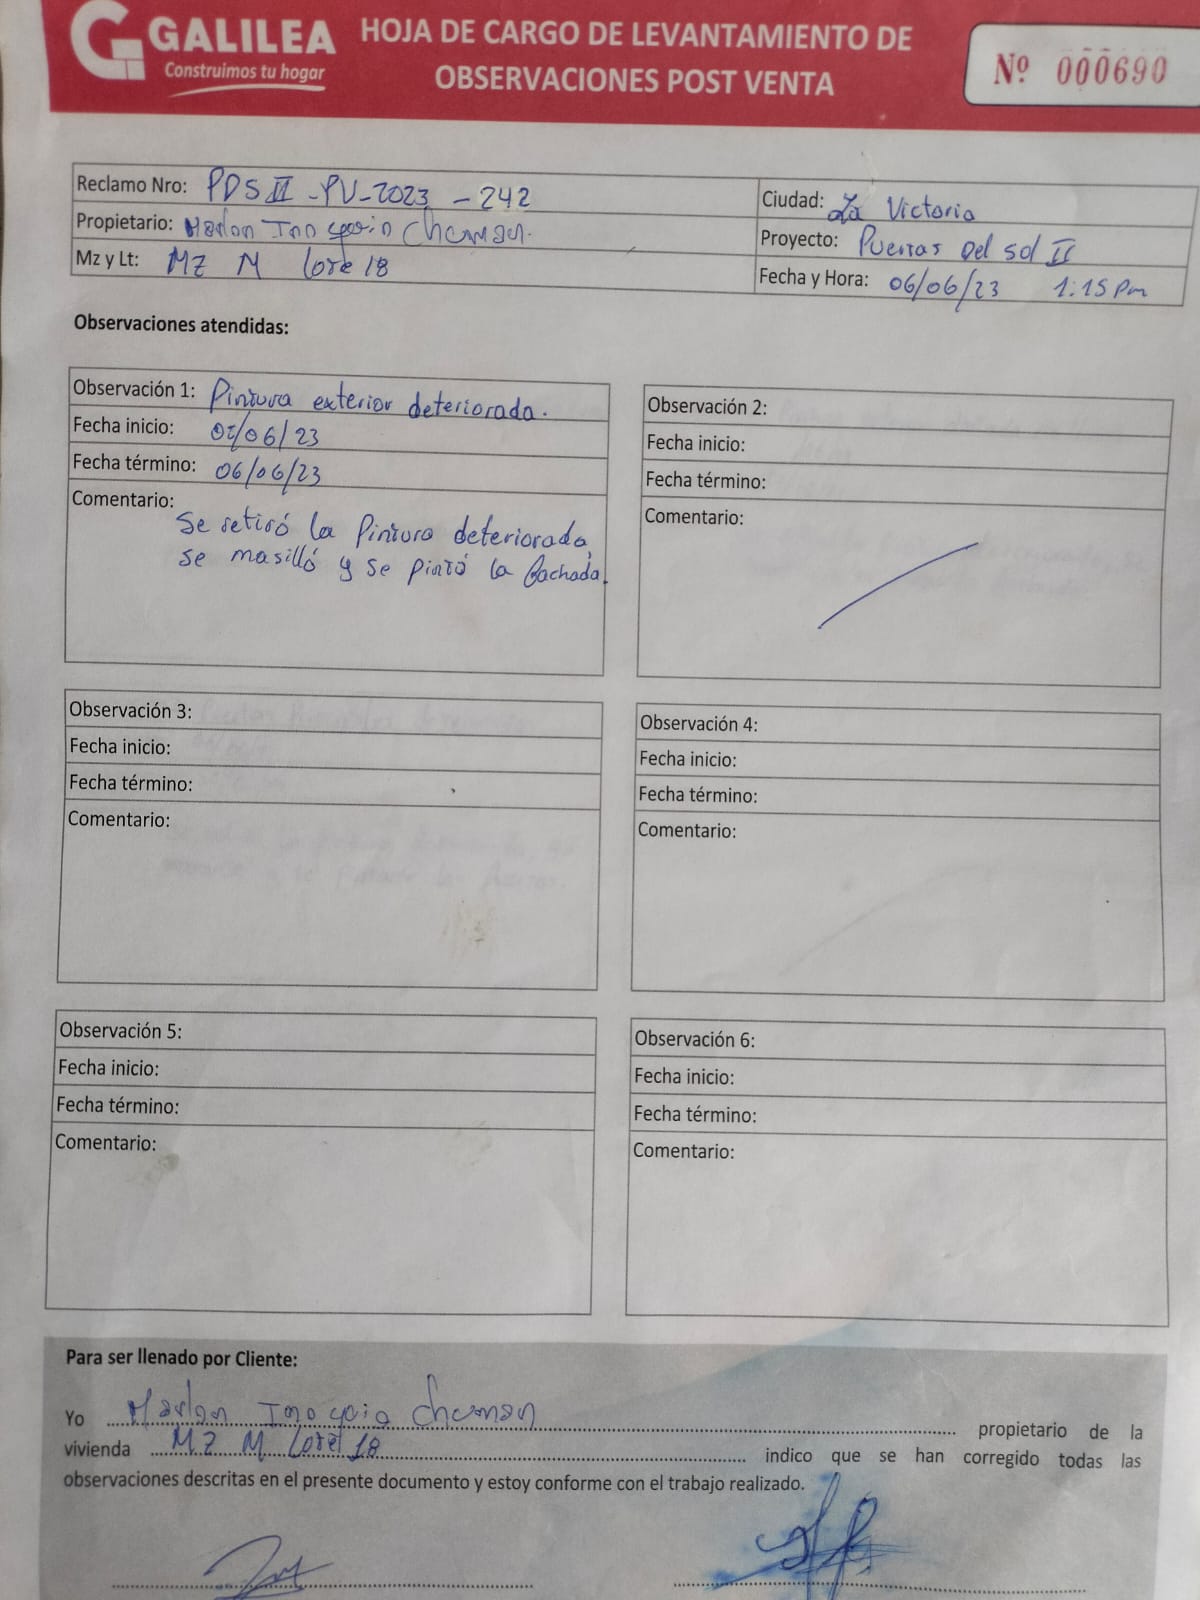 GALILEA
Construimos tu hogar
HOJA DE CARGO DE LEVANTAMIENTO DE
OBSERVACIONES POST VENTA
Nº 000690
Reclamo Nro: PDS II - PV - 2023 - 242
Ciudad: La Victoria
Propietario: Marlon Chaman.
Proyecto: Puertas Del Sol II
Mz y Lt: MZ M Lote 18
Fecha y Hora: 06/06/23 1:15 Pm
Observaciones atendidas:
Observación 1: Pintura exterior deteriorada.
Fecha inicio: /06/23
Fecha término: 06/06/23
Comentario:
Se retiró la Pintura deteriorada,
se masilló y se pintó la fachada.
Observación 2:
Fecha inicio:
Fecha término:
Comentario:
Observación 3:
Fecha inicio:
Fecha término:
Comentario:
Observación 4:
Fecha inicio:
Fecha término:
Comentario:
Observación 5:
Fecha inicio:
Fecha término:
Comentario:
Observación 6:
Fecha inicio:
Fecha término:
Comentario:
Para ser llenado por Cliente:
Yo Marlon Chaman propietario de la
vivienda MZ M Lote 18 indico que se han corregido todas las
observaciones descritas en el presente documento y estoy conforme con el trabajo realizado.